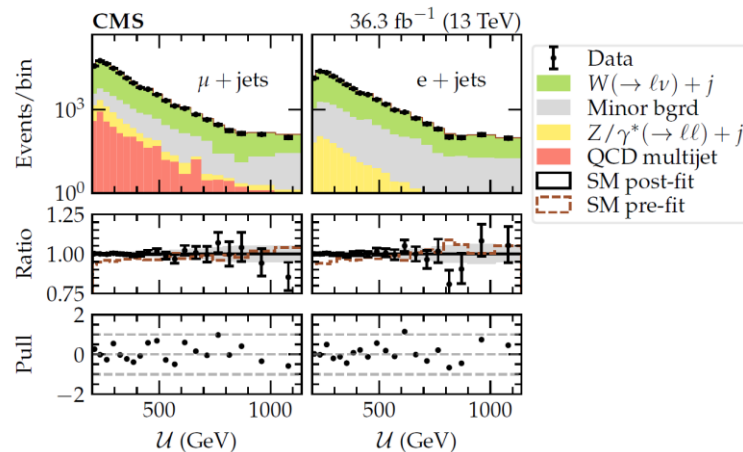 CMS 36.3 fb⁻¹ (13 TeV)
μ + jets
e + jets
Events/bin
10³
10⁰
Data
W(→ ℓν) + j
Minor bgrd
Z/γ*(→ ℓℓ) + j
QCD multijet
SM post-fit
SM pre-fit
Ratio
1.25
1.00
0.75
Pull
2
0
−2
500 1000 500 1000
𝒰 (GeV) 𝒰 (GeV)